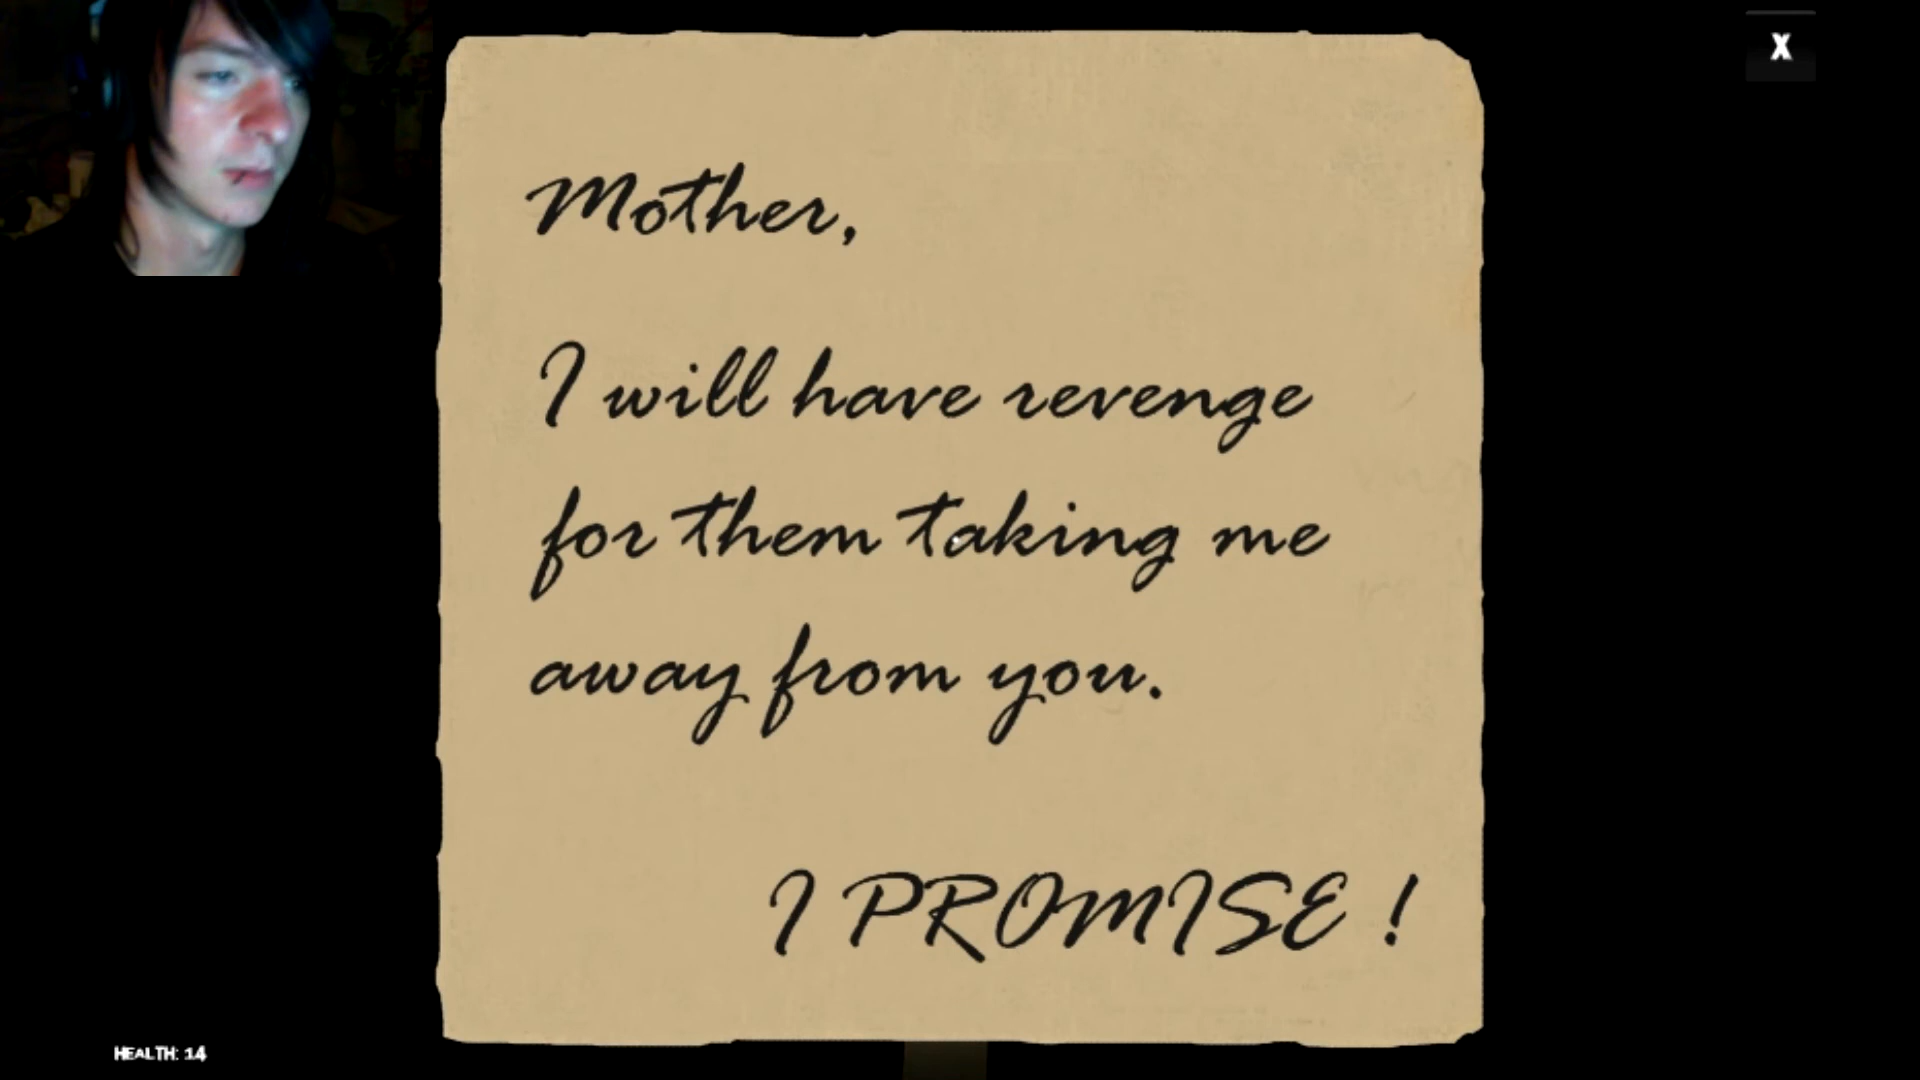 X
Mother,
I will have revenge
for them taking me
away from you.
I PROMISE !
HEALTH: 14